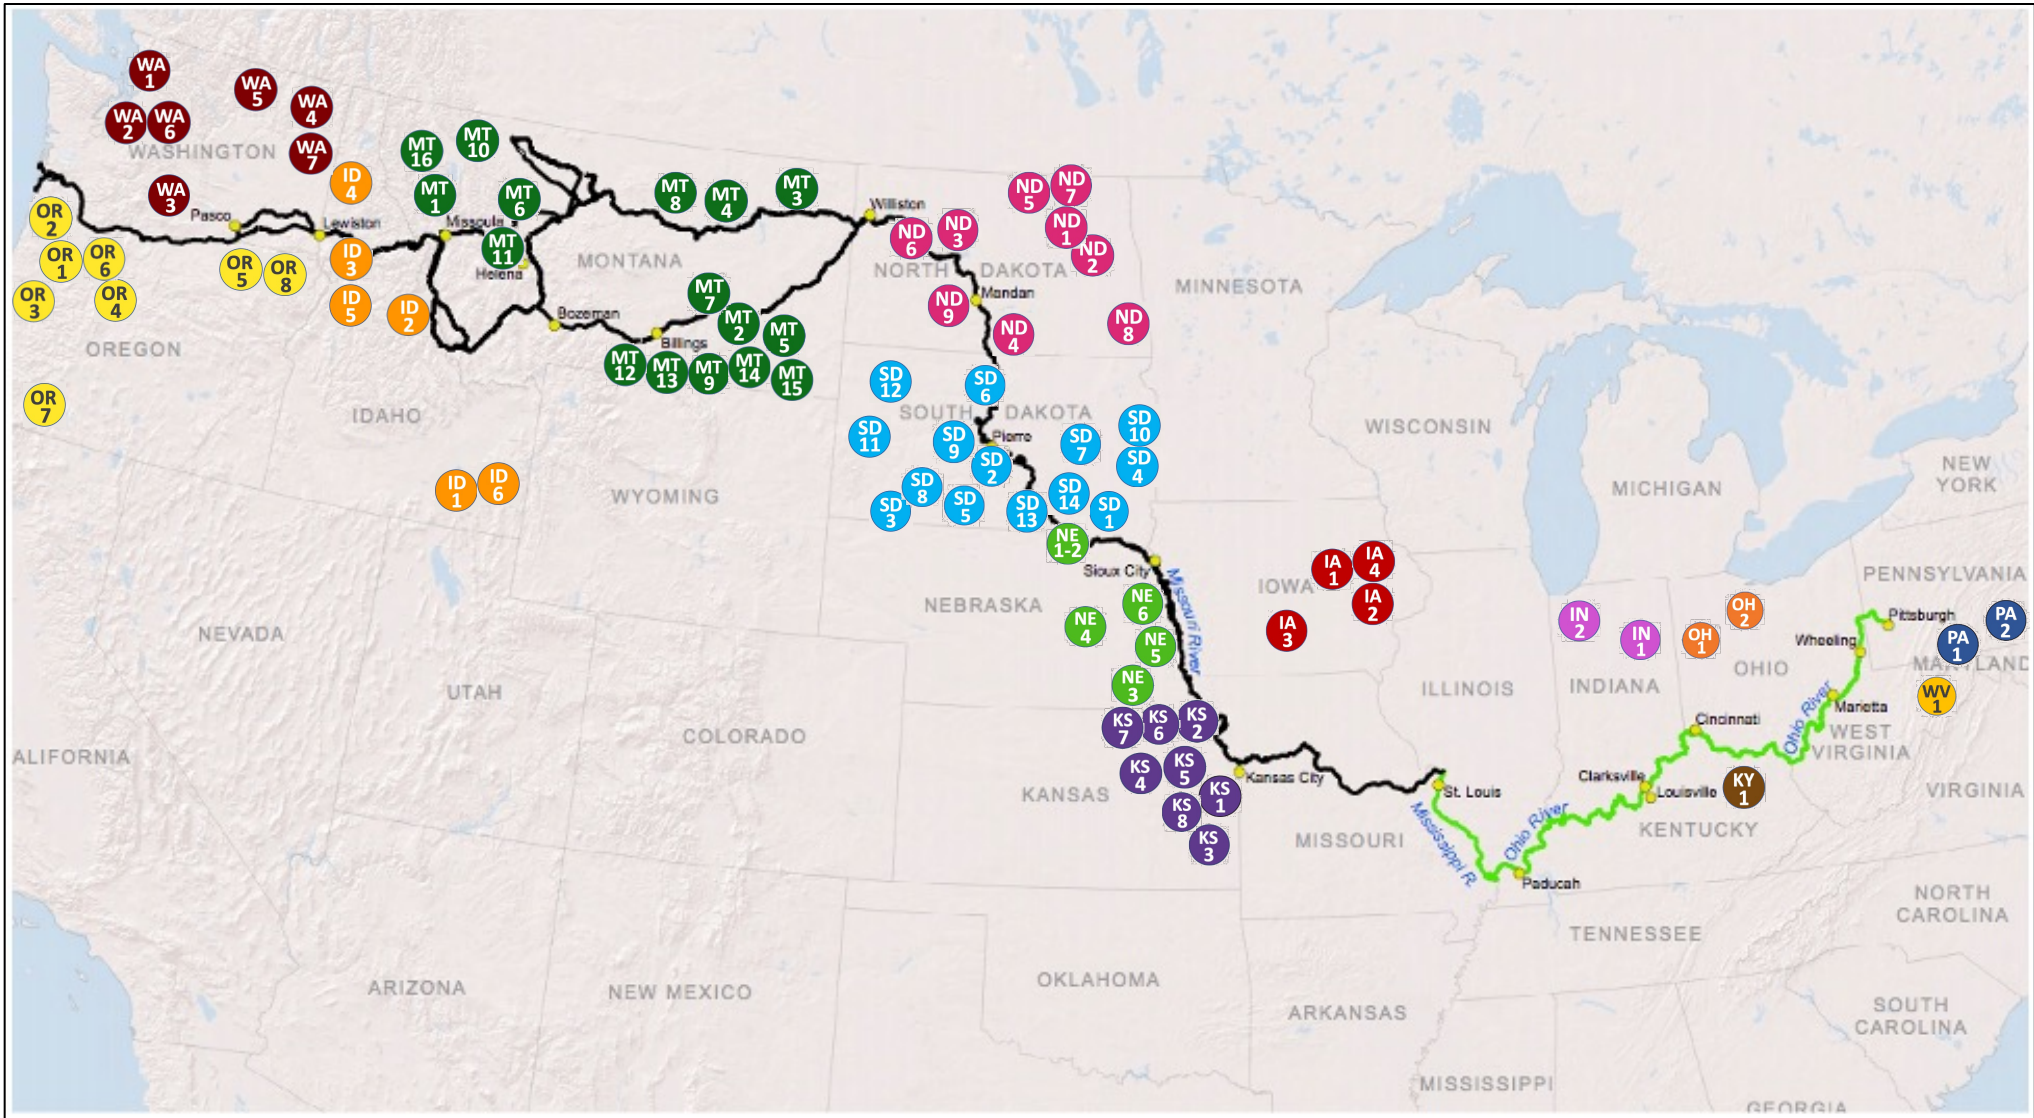 WA
1
WA
5
WA
4
WA
2
WA
6
WASHINGTON
WA
7
WA
3
ID
4
MT
16
MT
10
MT
1
MT
6
MT
8
MT
4
MT
3
Williston
ND
5
ND
7
ND
1
ND
2
ND
6
ND
3
NORTH DAKOTA
Pasco
Lewiston
Missoula
MT
11
Helena
MONTANA
OR
2
OR
1
OR
6
OR
3
OR
4
OR
5
OR
8
ID
3
ID
5
ID
2
Bozeman
MT
7
MT
2
MT
5
Billings
MT
12
MT
13
MT
9
MT
14
MT
15
Mandan
ND
9
ND
4
ND
8
MINNESOTA
OREGON
OR
7
IDAHO
ID
1
ID
6
WYOMING
SD
12
SD
6
SOUTH DAKOTA
SD
11
SD
9
Pierre
SD
2
SD
7
SD
10
SD
4
SD
8
SD
3
SD
5
SD
13
SD
14
SD
1
WISCONSIN
MICHIGAN
NEW
YORK
NE
1-2
Sioux City
Missouri River
NEBRASKA
NE
6
NE
4
NE
5
NE
3
IOWA
IA
1
IA
4
IA
2
IA
3
IN
2
IN
1
OH
1
OH
2
PENNSYLVANIA
Pittsburgh
PA
1
PA
2
Wheeling
OHIO
WV
1
Marietta
NEVADA
UTAH
COLORADO
ALIFORNIA
KS
7
KS
6
KS
2
KS
4
KS
5
KS
1
KS
8
KS
3
KANSAS
Kansas City
ILLINOIS
INDIANA
Cincinnati
Ohio River
WEST
VIRGINIA
VIRGINIA
St. Louis
Mississippi R.
Clarksville
Louisville
KY
1
KENTUCKY
MISSOURI
Ohio River
Paducah
NORTH
CAROLINA
TENNESSEE
ARIZONA
NEW MEXICO
OKLAHOMA
ARKANSAS
SOUTH
CAROLINA
MISSISSIPPI
GEORGIA